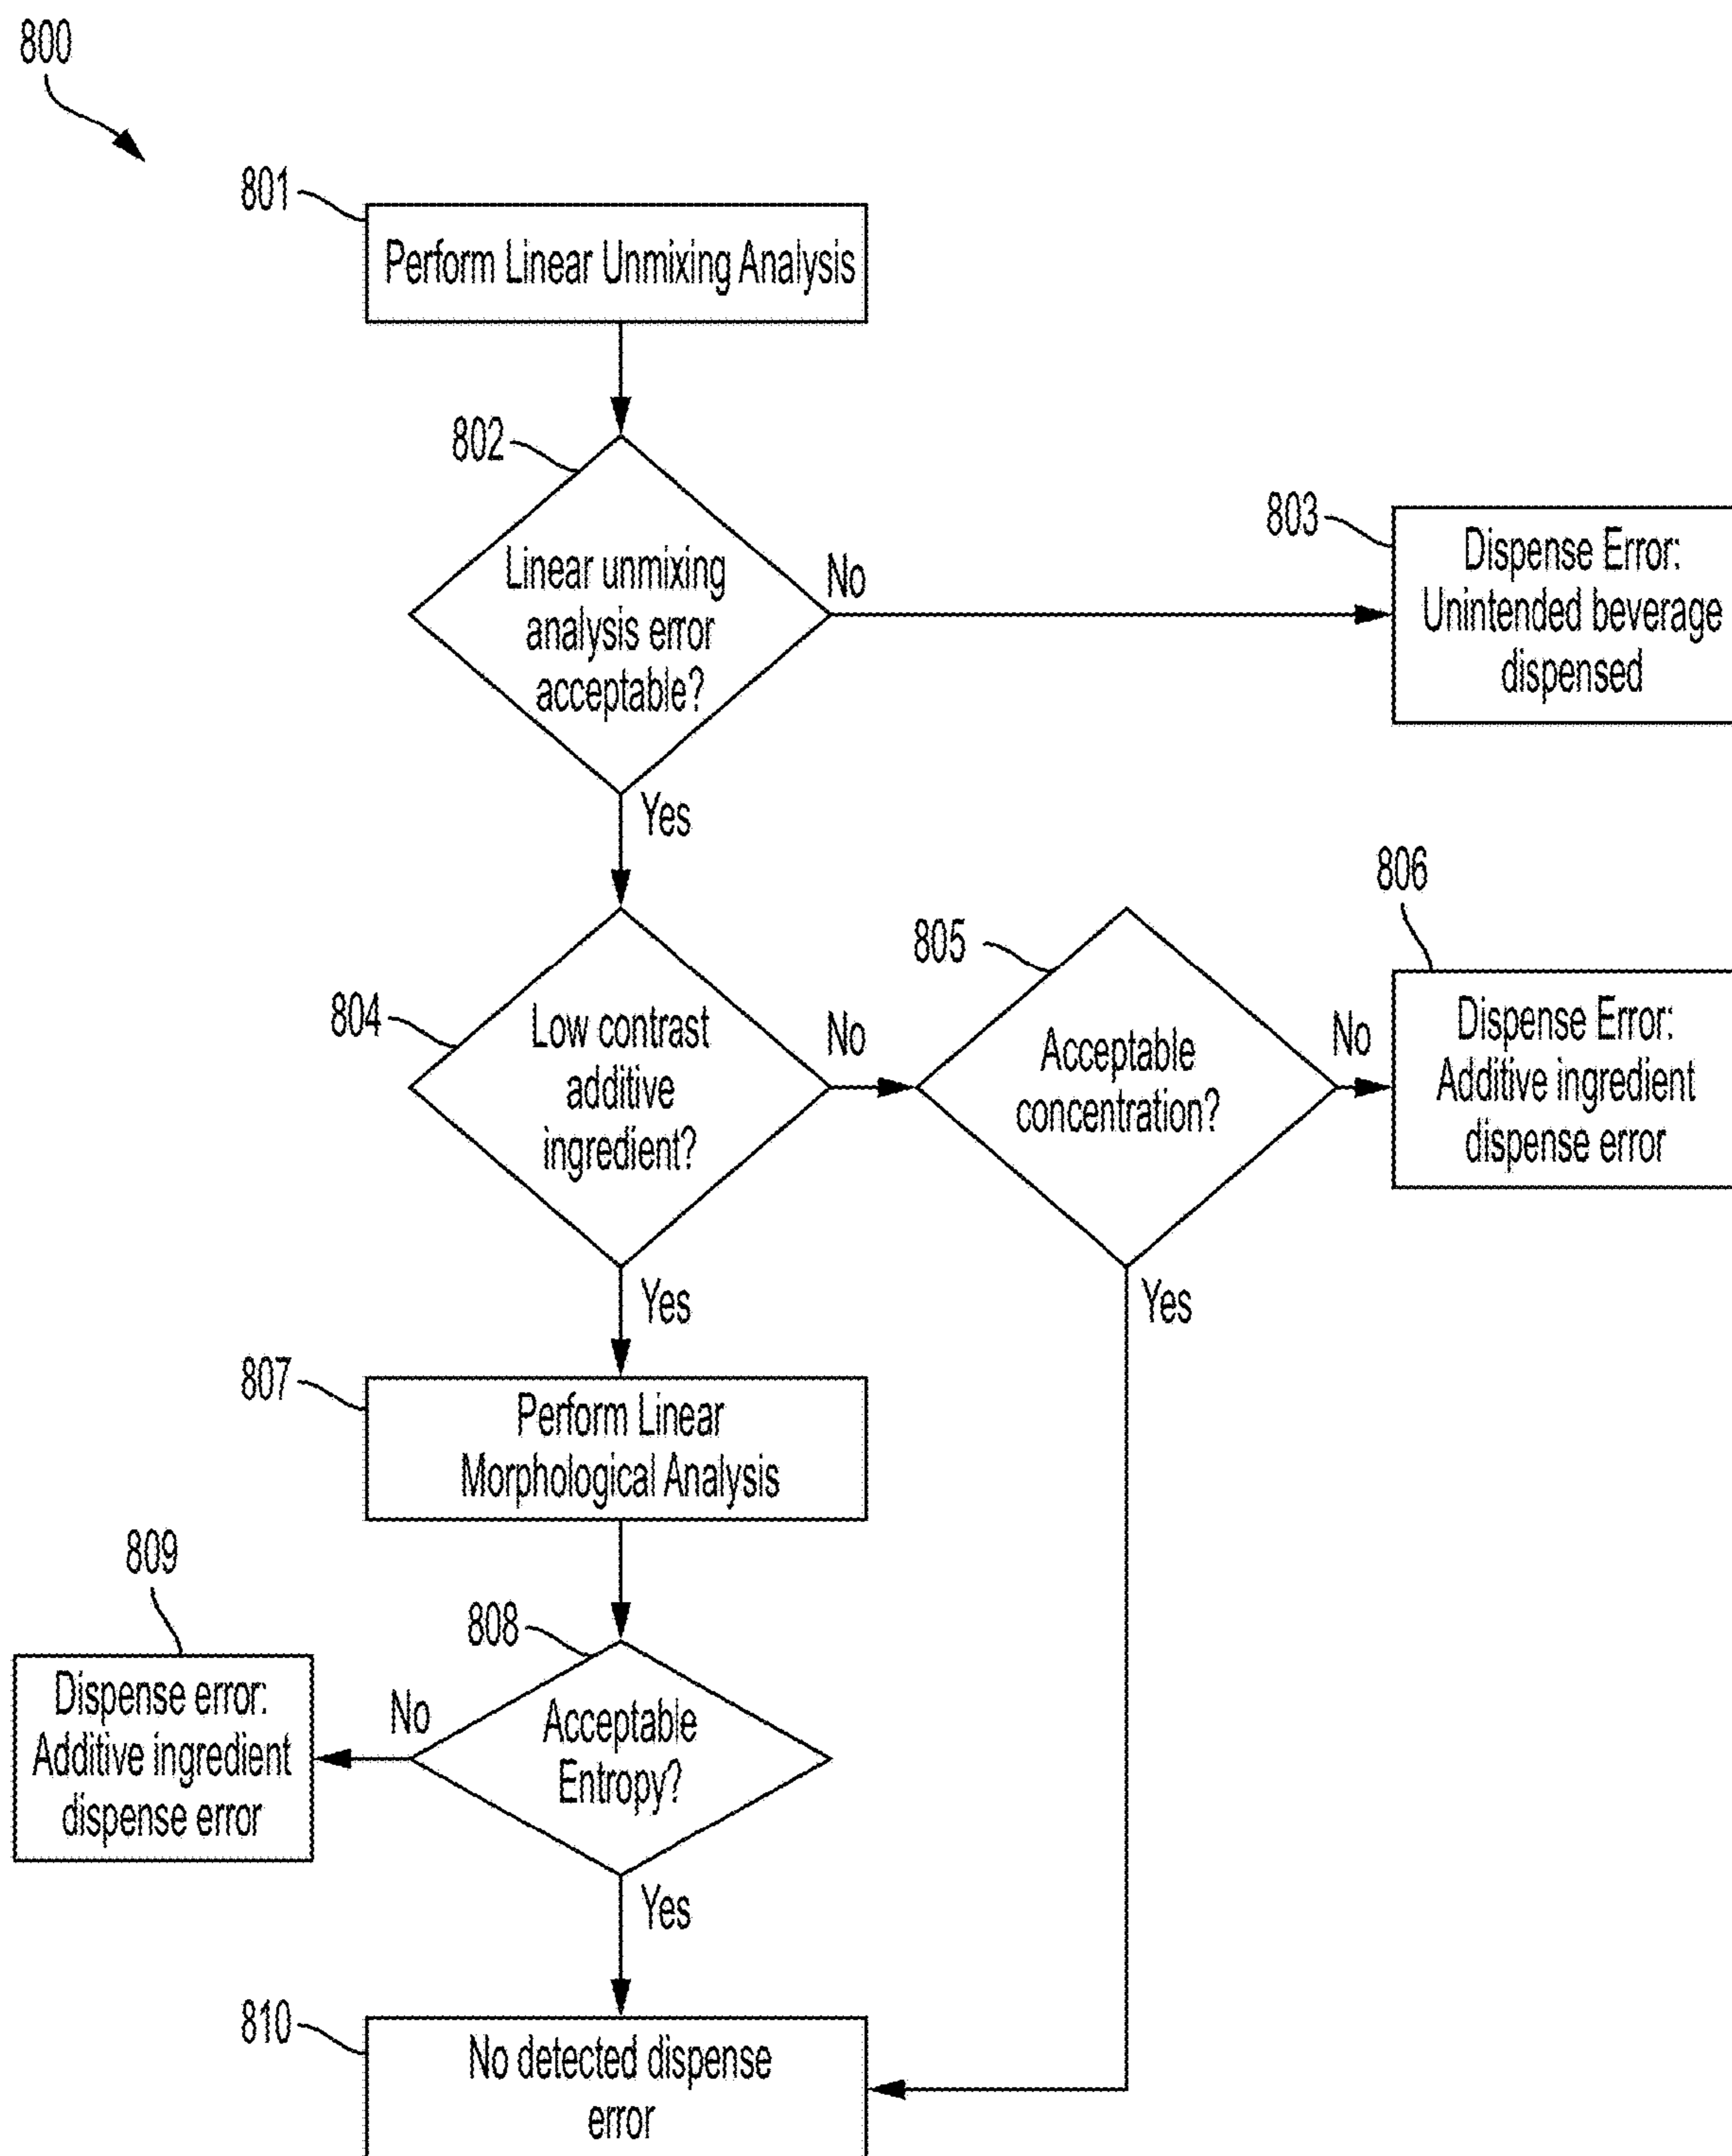 800
801
Perform Linear Unmixing Analysis
802
Linear unmixing
analysis error
acceptable?
No
803
Dispense Error:
Unintended beverage
dispensed
Yes
804
Low contrast
additive
ingredient?
No
805
Acceptable
concentration?
No
806
Dispense Error:
Additive ingredient
dispense error
Yes
Yes
807
Perform Linear
Morphological Analysis
808
Acceptable
Entropy?
No
809
Dispense error:
Additive ingredient
dispense error
Yes
810
No detected dispense
error